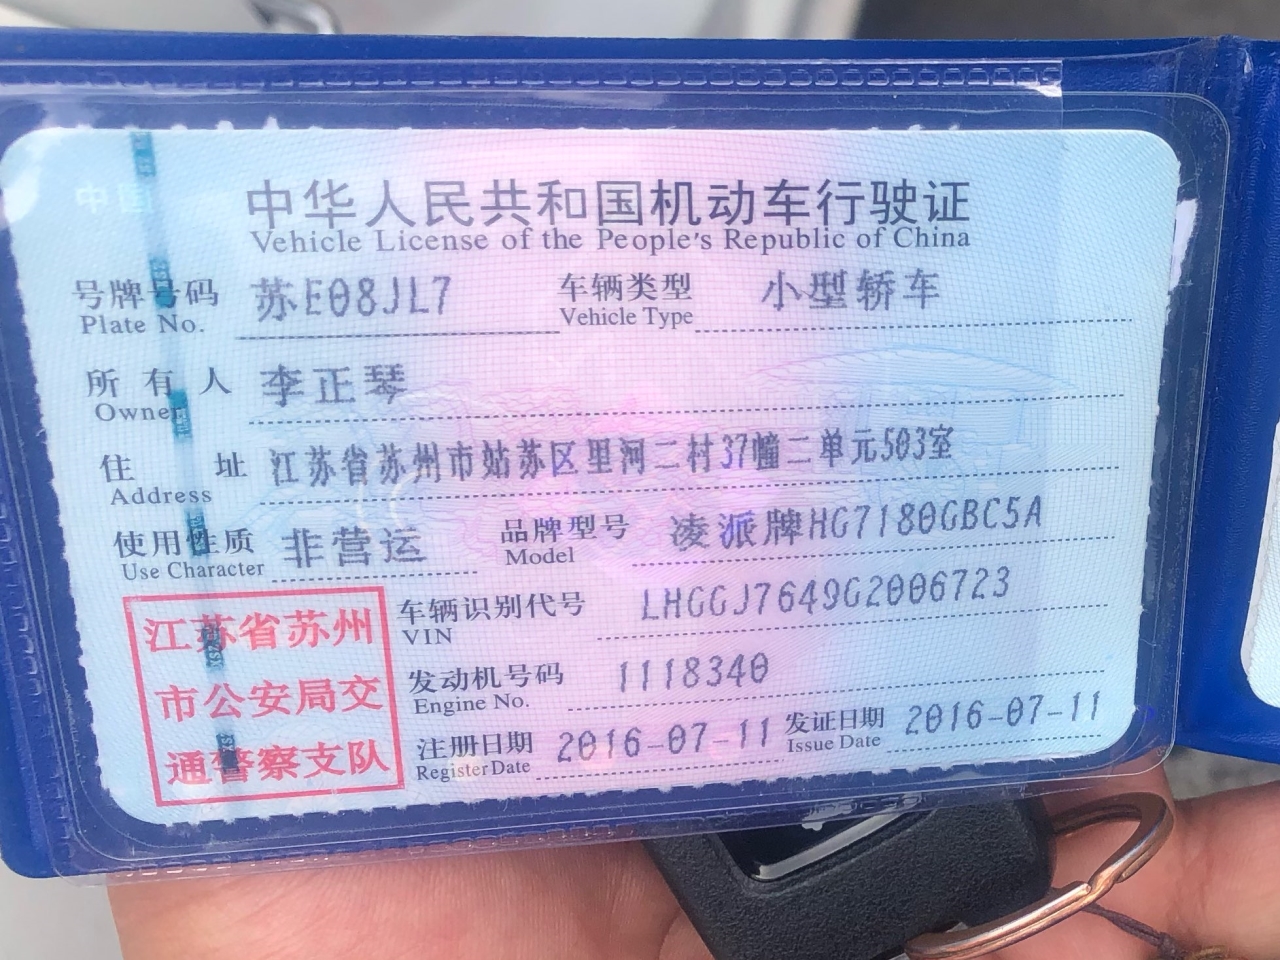 中国
中华人民共和国机动车行驶证
Vehicle License of the People's Republic of China
号牌号码 苏E08JL7 车辆类型 小型轿车
Plate No. Vehicle Type
所有人 李正琴
Owner
住址 江苏省苏州市姑苏区里河二村37幢二单元503室
Address
使用性质 非营运 品牌型号 凌派牌HG7180GBC5A
Use Character Model
江苏省苏州
市公安局交
通警察支队
车辆识别代号 LHGGJ7649G2006723
VIN
发动机号码 1118340
Engine No.
注册日期 2016-07-11 发证日期 2016-07-11
Register Date Issue Date